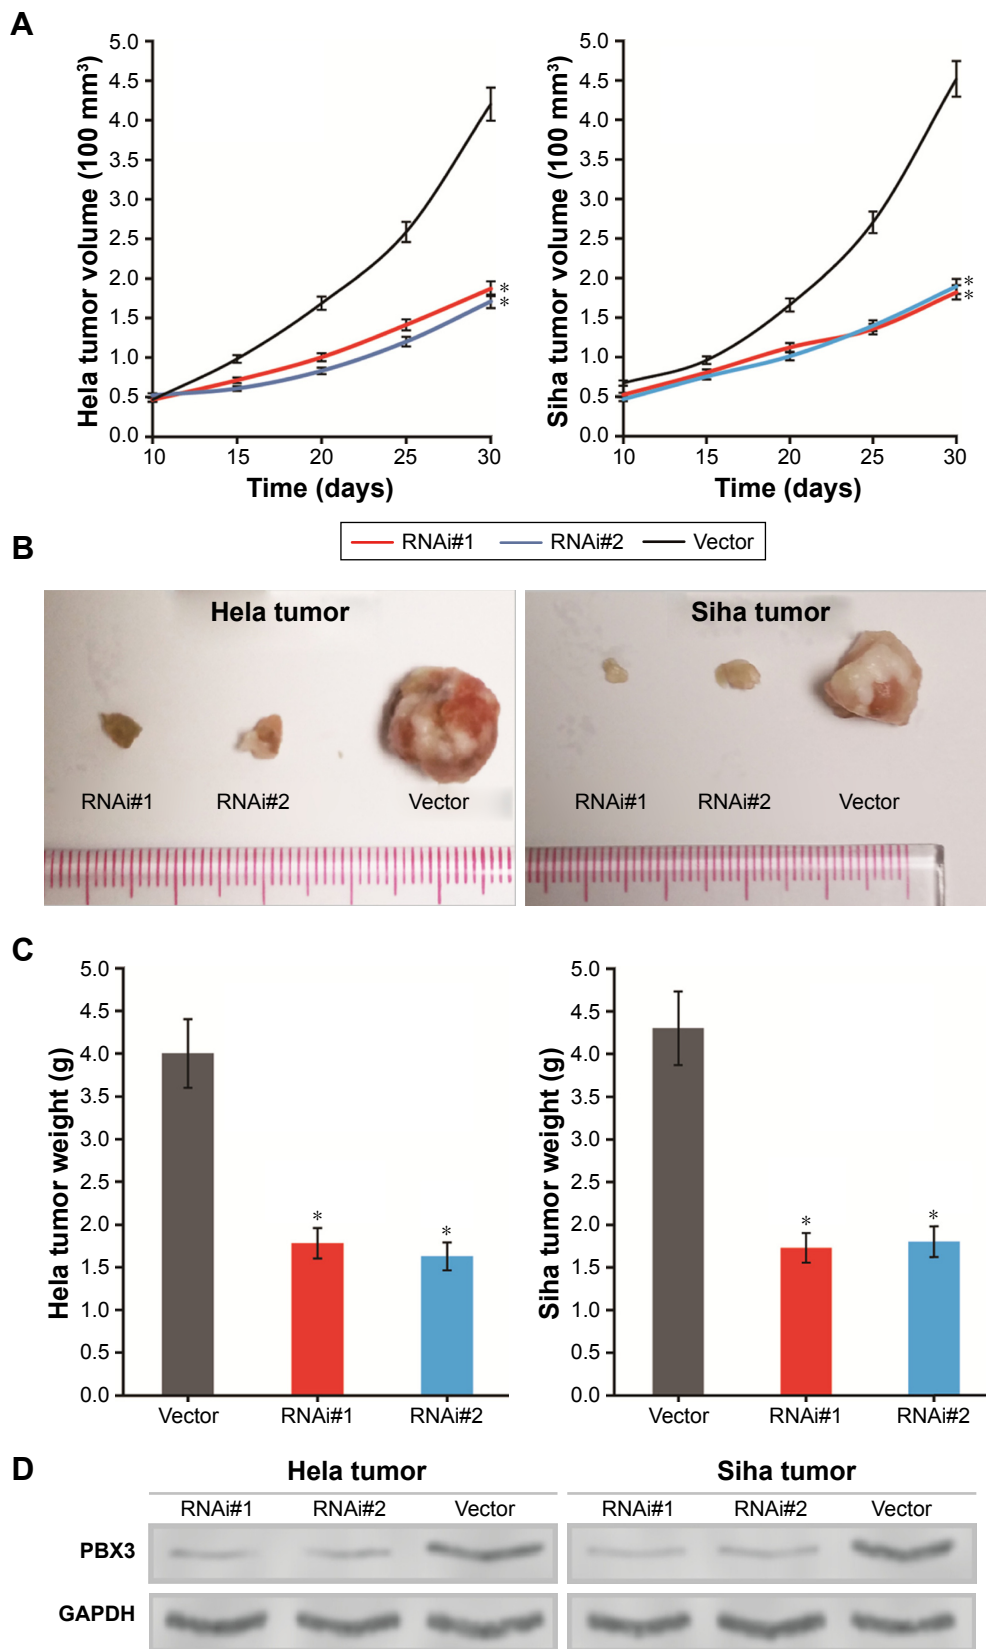 A
Hela tumor volume (100 mm³)
5.0
4.5
4.0
3.5
3.0
2.5
2.0
1.5
1.0
0.5
0.0
10 15 20 25 30
Time (days)
*
*
Siha tumor volume (100 mm³)
5.0
4.5
4.0
3.5
3.0
2.5
2.0
1.5
1.0
0.5
0.0
10 15 20 25 30
Time (days)
*
*
RNAi#1 RNAi#2 Vector
B
Hela tumor
RNAi#1 RNAi#2 Vector
Siha tumor
RNAi#1 RNAi#2 Vector
C
Hela tumor weight (g)
5.0
4.5
4.0
3.5
3.0
2.5
2.0
1.5
1.0
0.5
0.0
* *
Vector RNAi#1 RNAi#2
Siha tumor weight (g)
5.0
4.5
4.0
3.5
3.0
2.5
2.0
1.5
1.0
0.5
0.0
* *
Vector RNAi#1 RNAi#2
D
Hela tumor Siha tumor
RNAi#1 RNAi#2 Vector RNAi#1 RNAi#2 Vector
PBX3
GAPDH